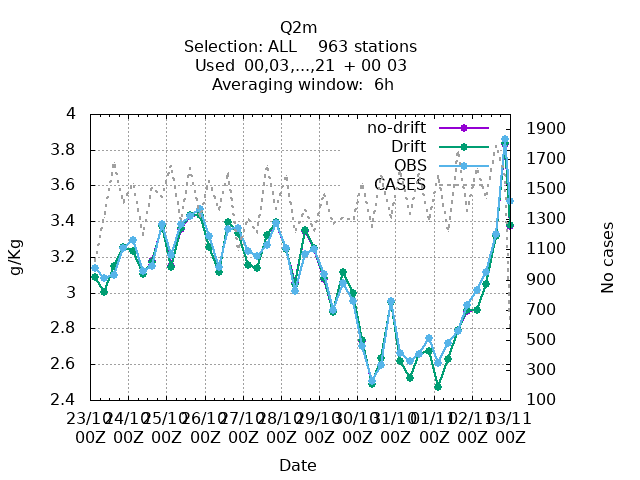 Q2m
Selection: ALL    963 stations
Used  00,03,...,21  + 00 03
Averaging window:  6h
4
3.8
3.6
3.4
3.2
3
2.8
2.6
2.4
g/Kg
no-drift
Drift
OBS
CASES
1900
1700
1500
1300
1100
900
700
500
300
100
No cases
23/10 24/10 25/10 26/10 27/10 28/10 29/10 30/10 31/10 01/11 02/11 03/11
00Z 00Z 00Z 00Z 00Z 00Z 00Z 00Z 00Z 00Z 00Z 00Z
Date